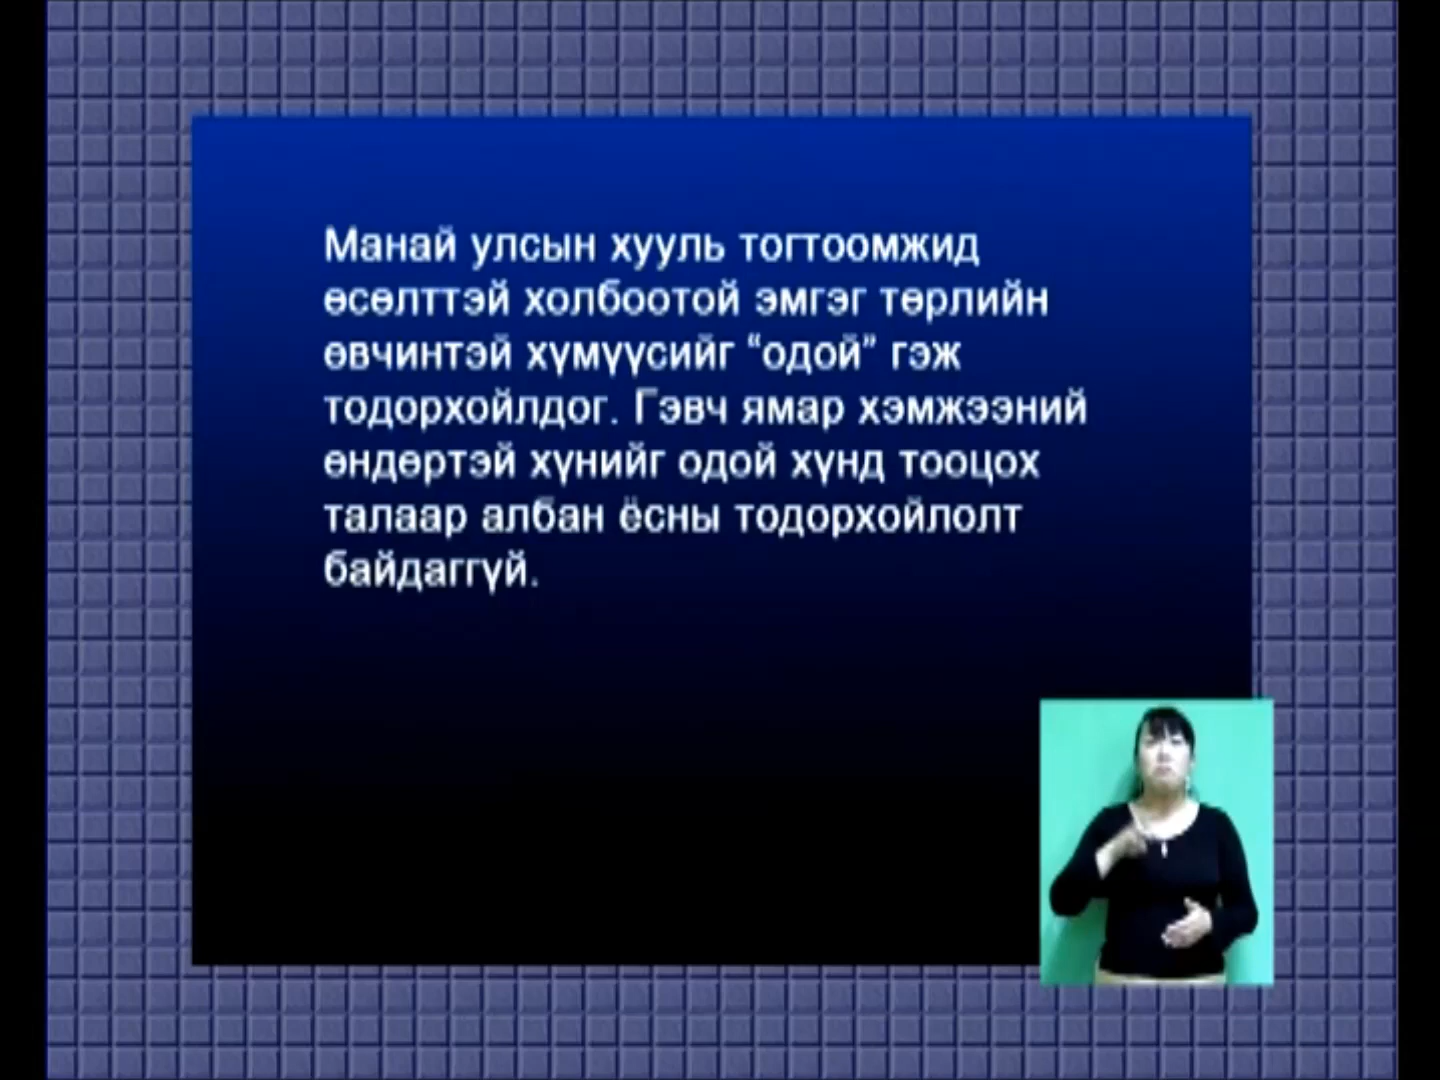 Манай улсын хууль тогтоомжид
өсөлттэй холбоотой эмгэг төрлийн
өвчинтэй хүмүүсийг “одой” гэж
тодорхойлдог. Гэвч ямар хэмжээний
өндөртэй хүнийг одой хүнд тооцох
талаар албан ёсны тодорхойлолт
байдаггүй.